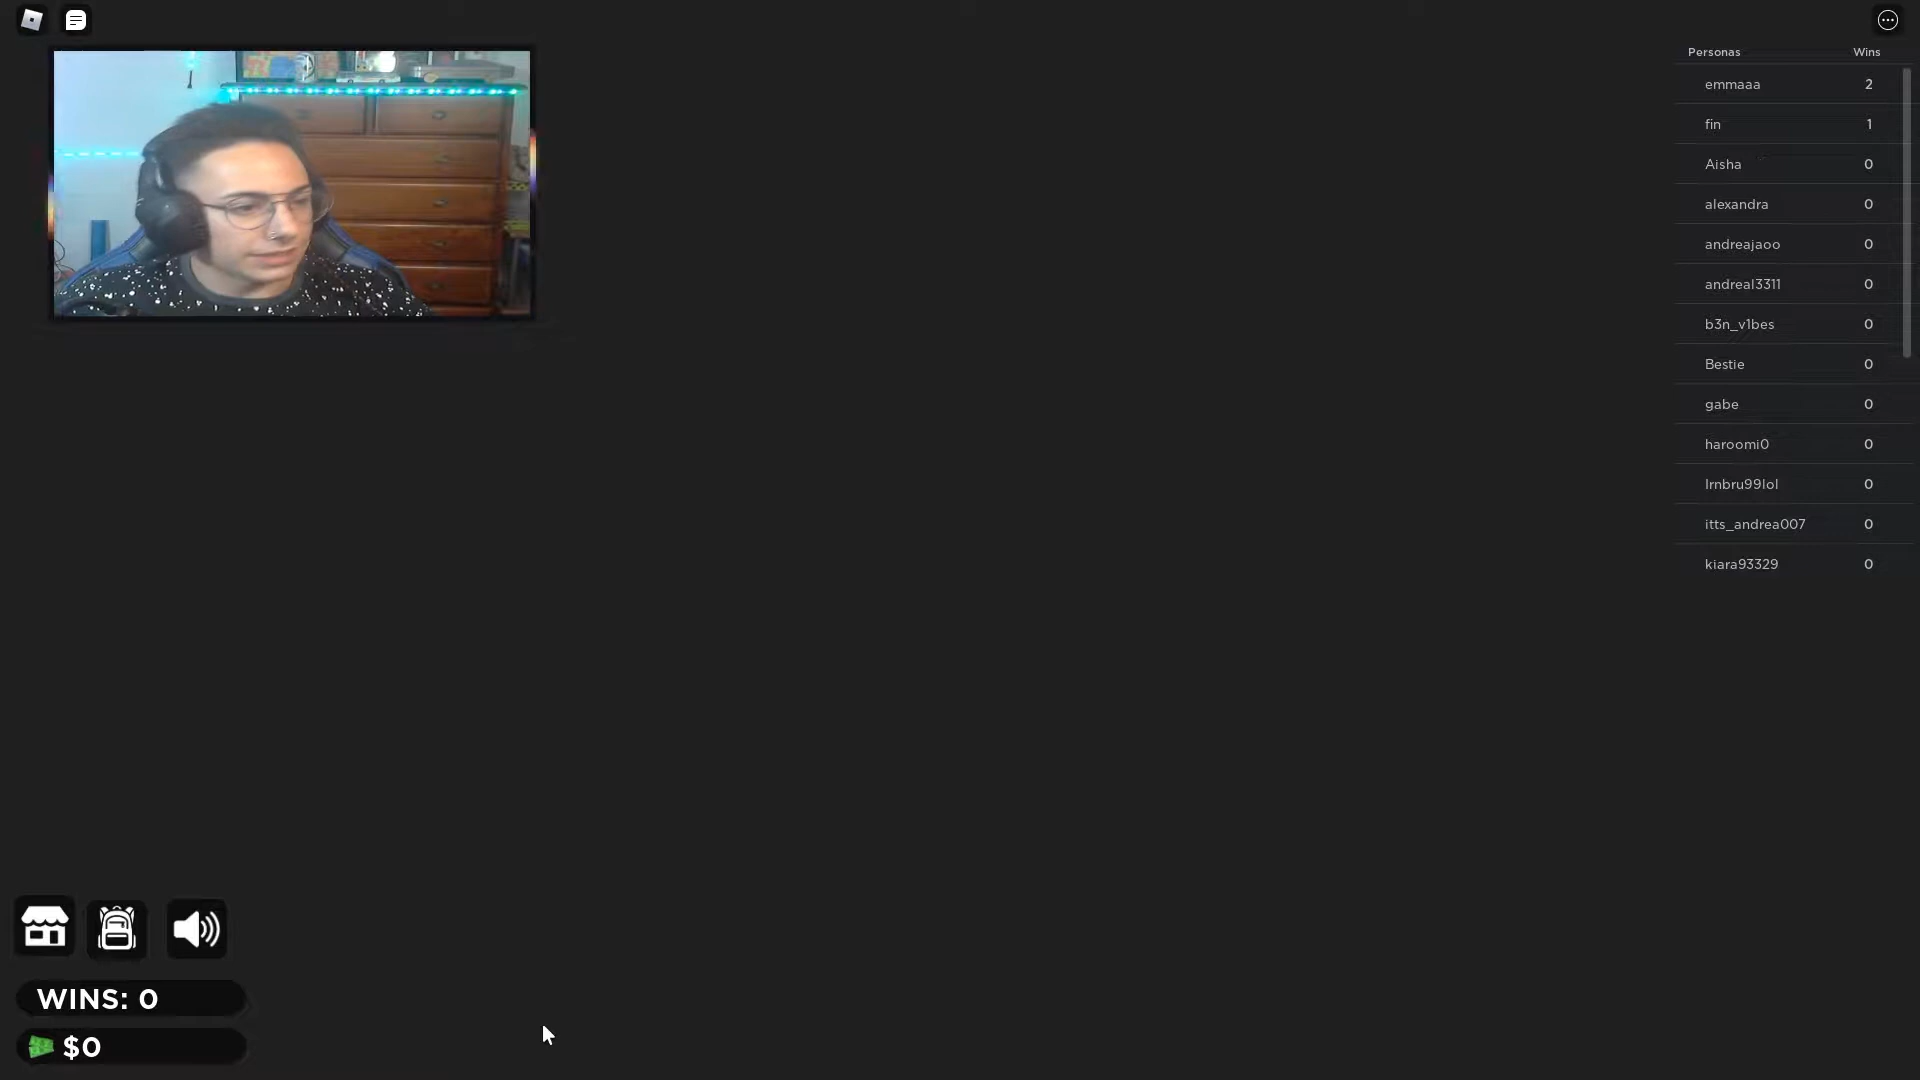 Personas Wins
emmaaa 2
fin 1
Aisha 0
alexandra 0
andreajaoo 0
andreal3311 0
b3n_v1bes 0
Bestie 0
gabe 0
haroomi0 0
Irnbru99lol 0
itts_andrea007 0
kiara93329 0
WINS: 0
$0